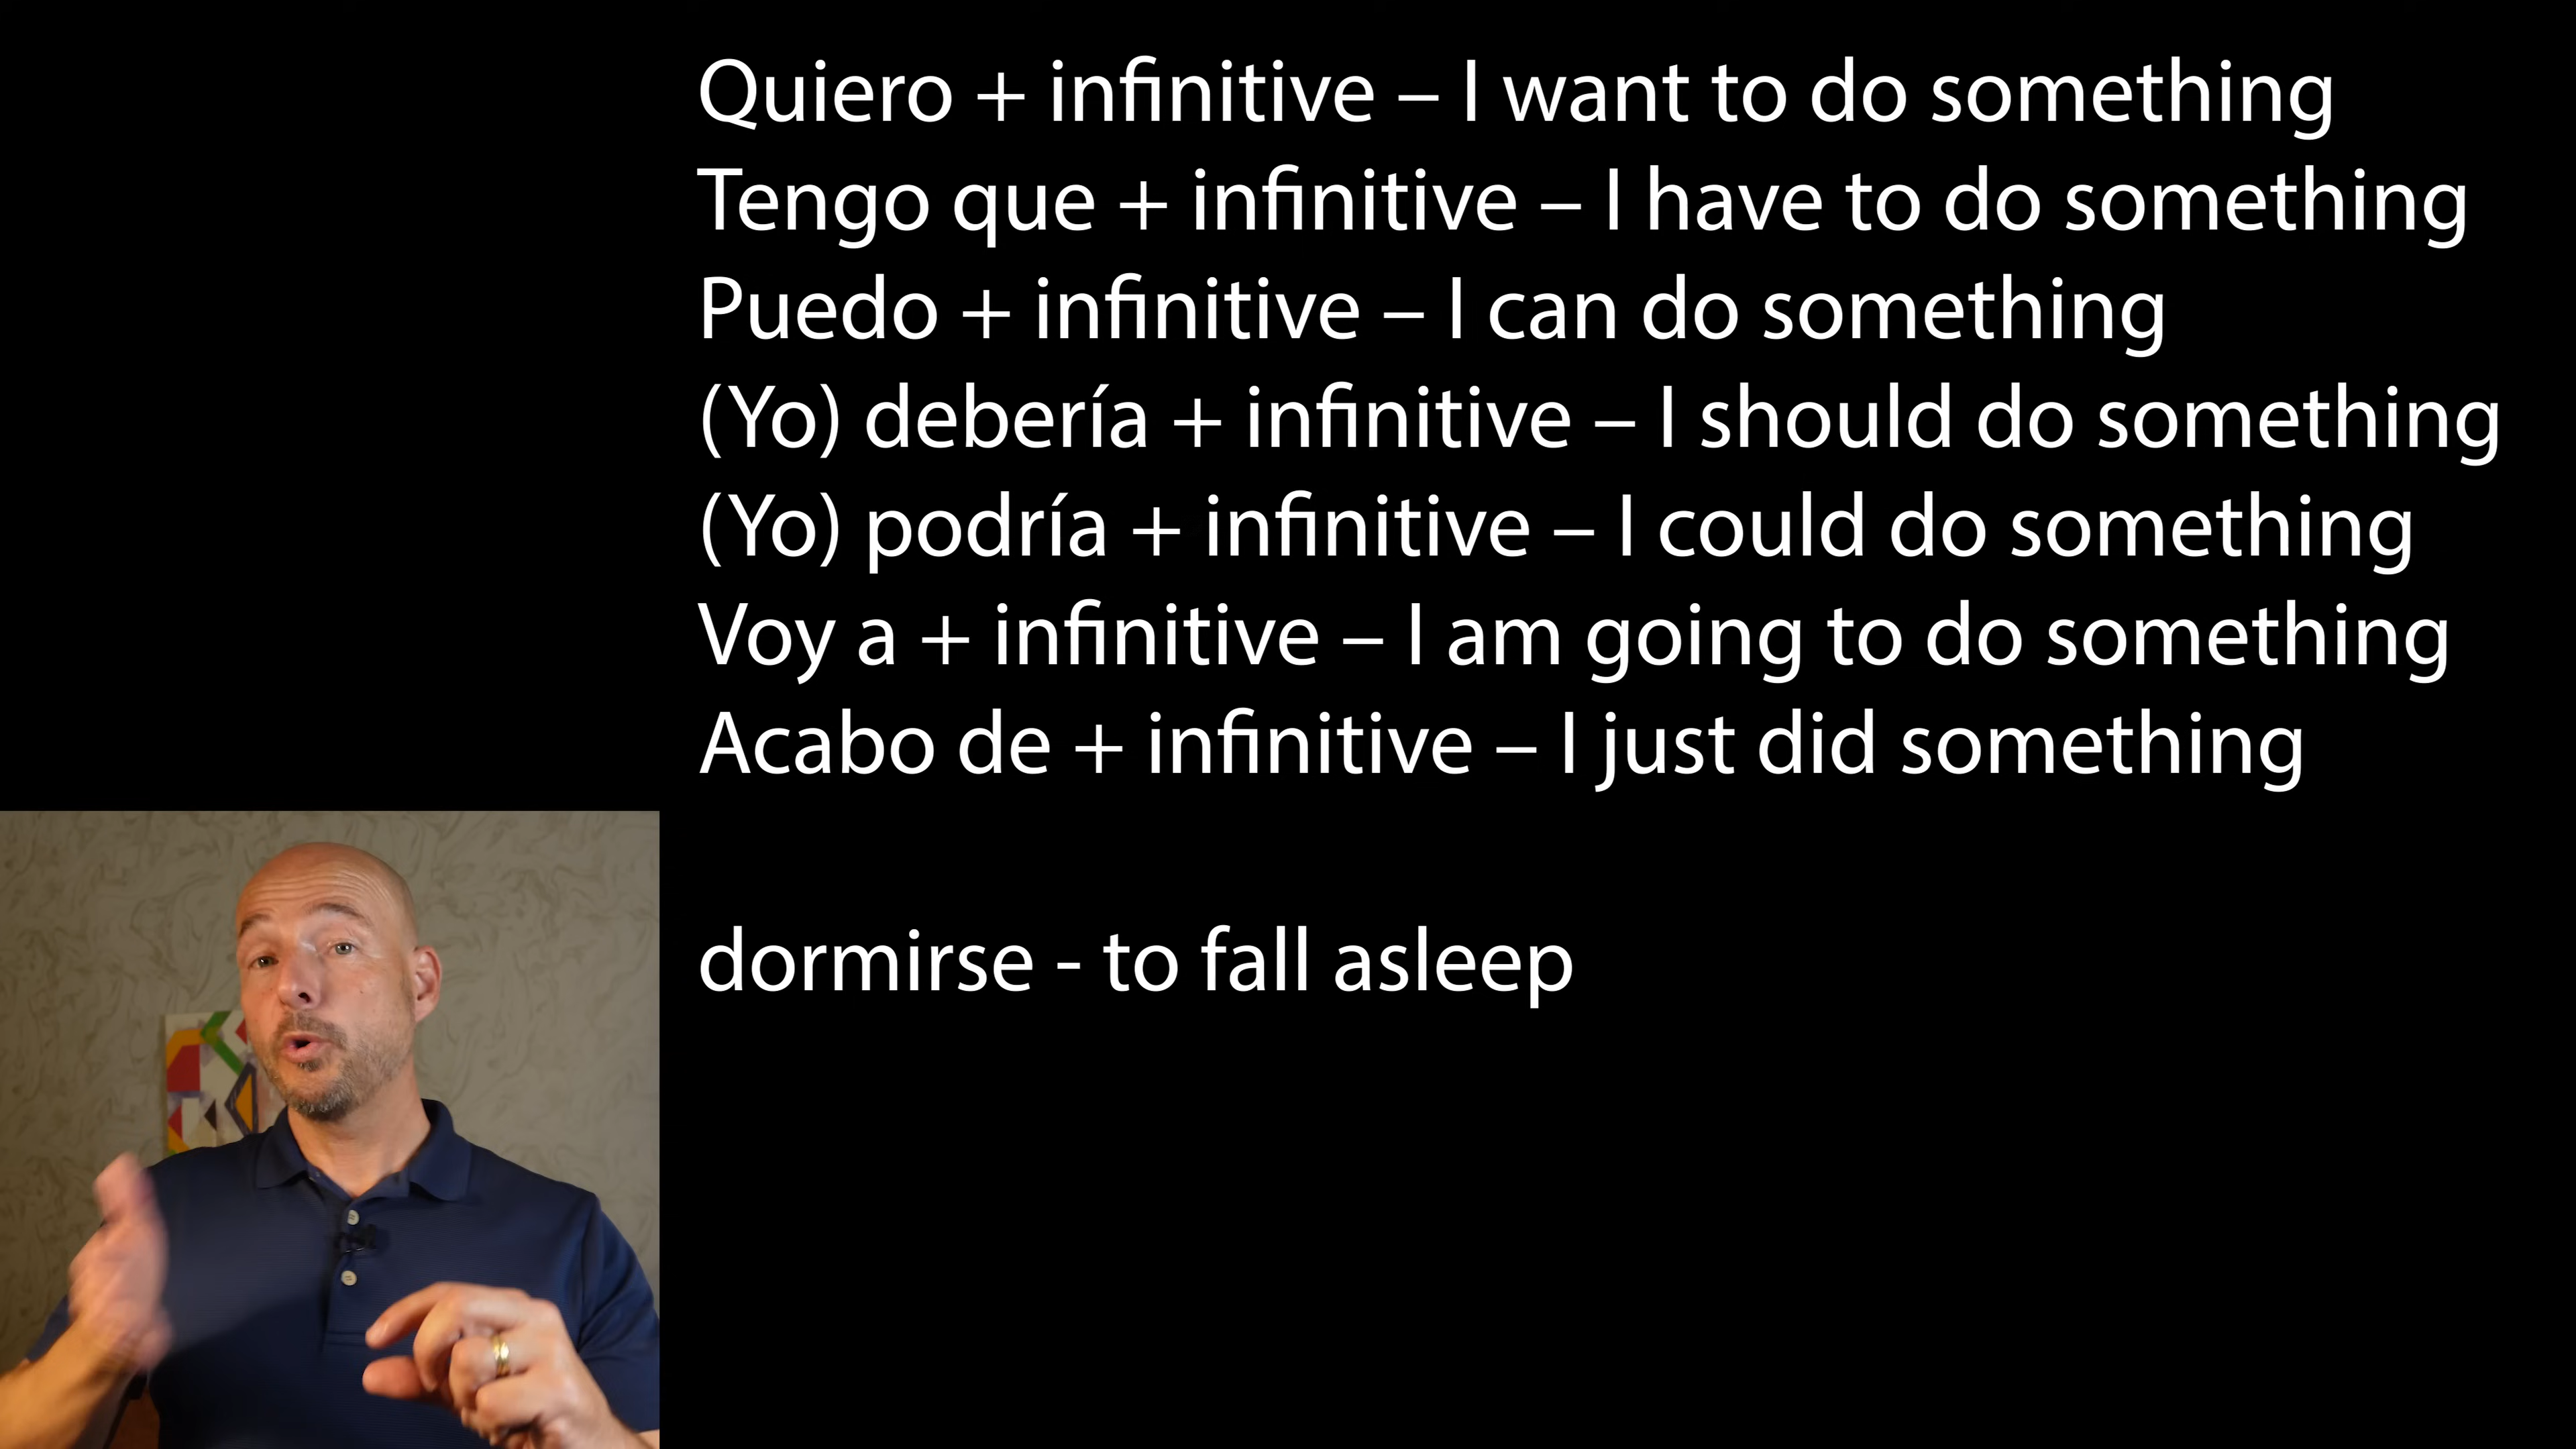 Quiero + infinitive – I want to do something
Tengo que + infinitive – I have to do something
Puedo + infinitive – I can do something
(Yo) debería + infinitive – I should do something
(Yo) podría + infinitive – I could do something
Voy a + infinitive – I am going to do something
Acabo de + infinitive – I just did something
dormirse - to fall asleep